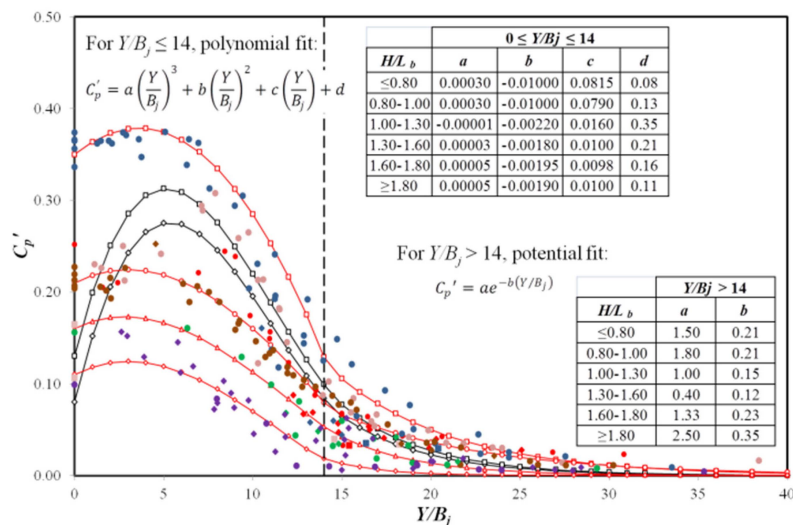 0.50
0.40
0.30
0.20
0.10
0.00
Cp'
For Y/Bj ≤ 14, polynomial fit:
Cp' = a(Y/Bj)^3 + b(Y/Bj)^2 + c(Y/Bj) + d
0 ≤ Y/Bj ≤ 14
H/Lb a b c d
≤0.80 0.00030 -0.01000 0.0815 0.08
0.80-1.00 0.00030 -0.01000 0.0790 0.13
1.00-1.30 -0.00001 -0.00220 0.0160 0.35
1.30-1.60 0.00003 -0.00180 0.0100 0.21
1.60-1.80 0.00005 -0.00195 0.0098 0.16
≥1.80 0.00005 -0.00190 0.0100 0.11
For Y/Bj > 14, potential fit:
Cp' = ae^-b(Y/Bj)
Y/Bj > 14
H/Lb a b
≤0.80 1.50 0.21
0.80-1.00 1.80 0.21
1.00-1.30 1.00 0.15
1.30-1.60 0.40 0.12
1.60-1.80 1.33 0.23
≥1.80 2.50 0.35
0 5 10 15 20 25 30 35 40
Y/Bj